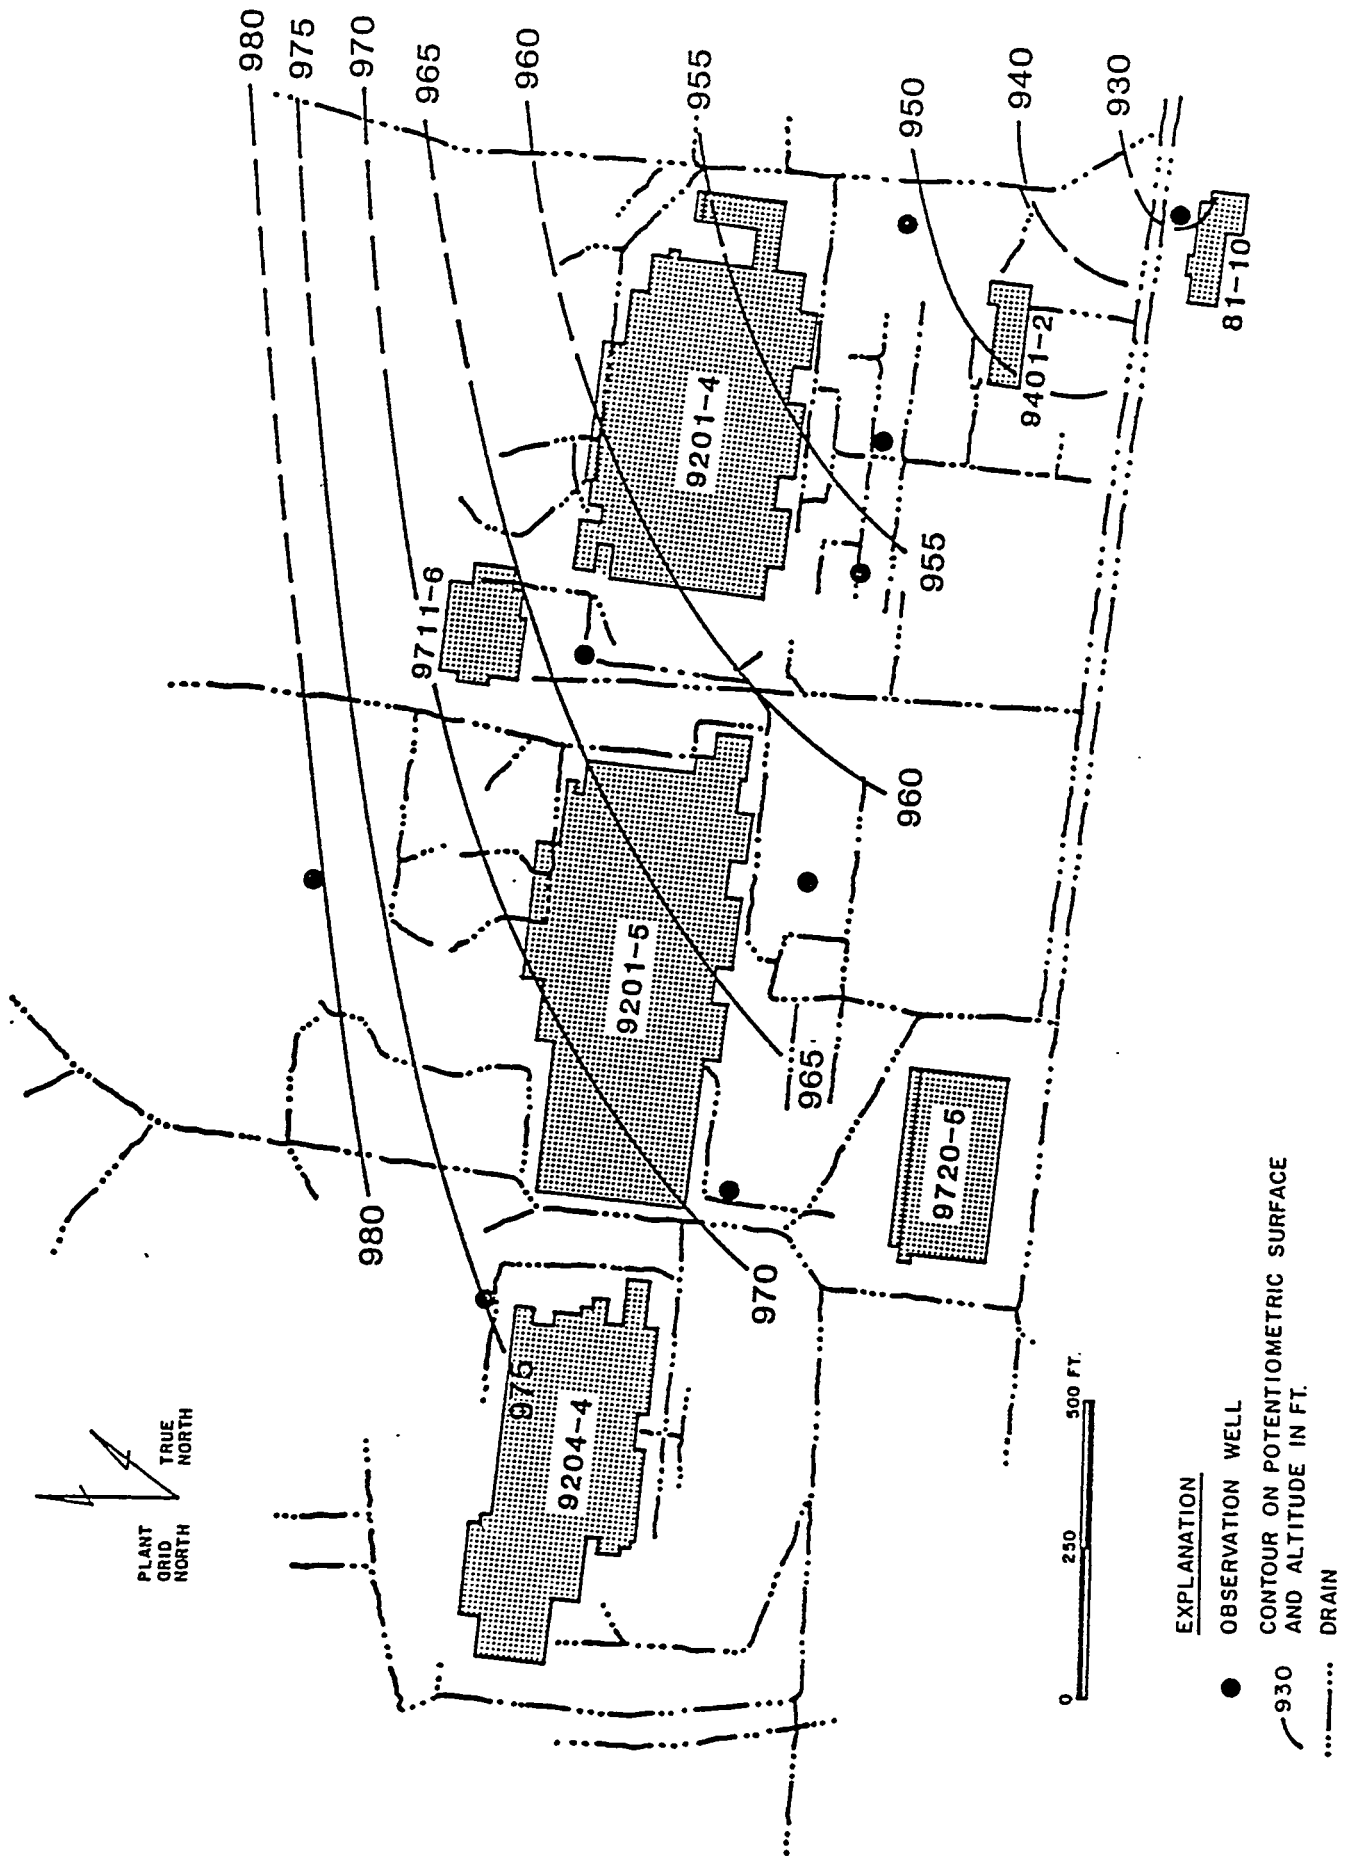 PLANT
GRID
NORTH
TRUE
NORTH
980
975
970
965
960
955
950
940
930
980
975
970
965
960
955
9204-4
9201-5
9711-6
9201-4
9720-5
9401-2
81-10
0 250 500 FT.
EXPLANATION
OBSERVATION WELL
930 CONTOUR ON POTENTIOMETRIC SURFACE
AND ALTITUDE IN FT.
DRAIN